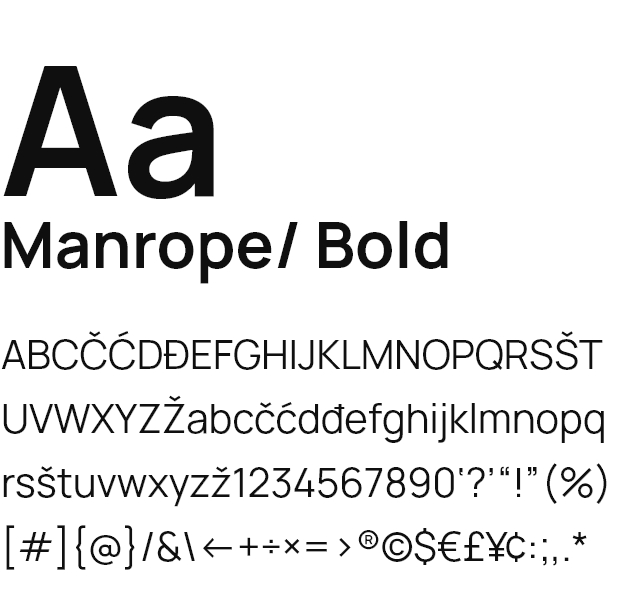 Aa
Manrope/ Bold
ABCČĆDĐEFGHIJKLMNOPQRSŠT
UVWXYZŽabcčćdđefghijklmnopq
rsštuvwxyzž1234567890‛?’“!”(%)
[#]{@}/&\←+÷×=›®©$€£¥¢:;,.*